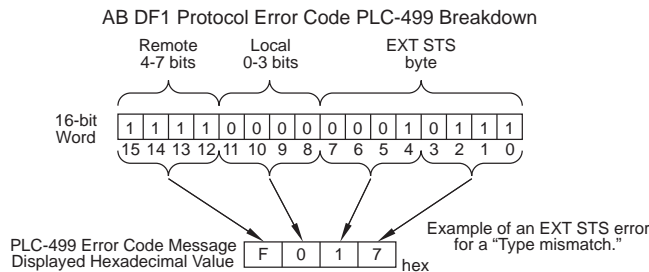 AB DF1 Protocol Error Code PLC-499 Breakdown
Remote
4-7 bits
Local
0-3 bits
EXT STS
byte
16-bit
Word
1 1 1 1 0 0 0 0 0 0 0 1 0 1 1 1
15 14 13 12 11 10 9 8 7 6 5 4 3 2 1 0
PLC-499 Error Code Message
Displayed Hexadecimal Value
F 0 1 7 hex
Example of an EXT STS error
for a “Type mismatch.”